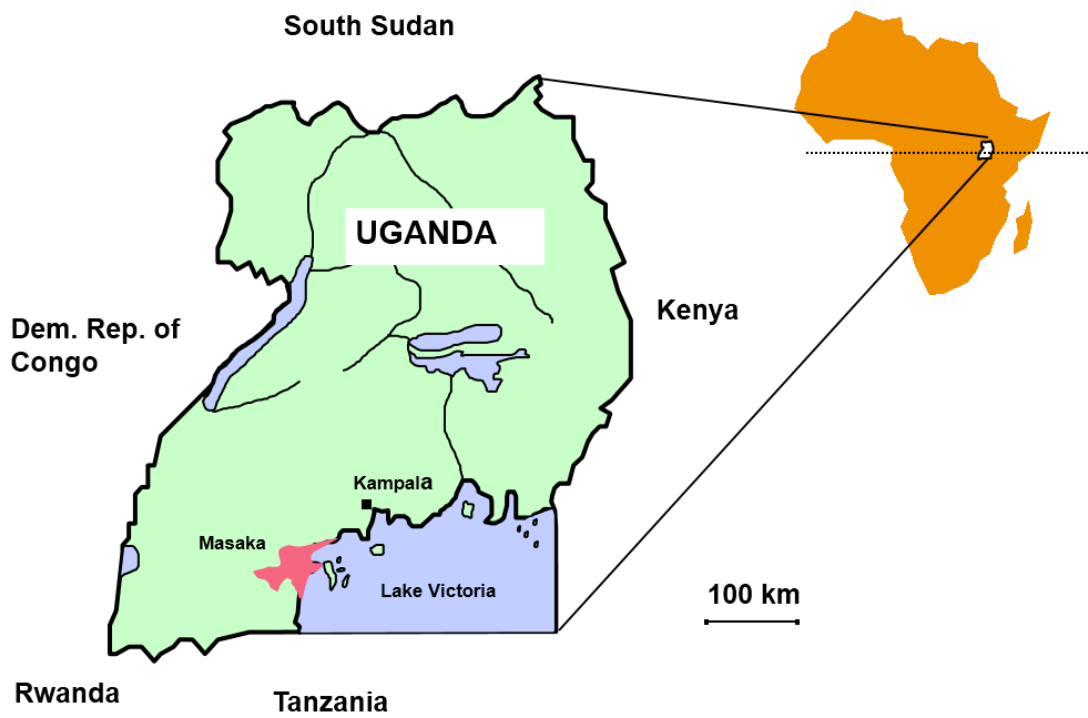 South Sudan
UGANDA
Kenya
Dem. Rep. of
Congo
Kampala
Masaka
Lake Victoria
100 km
Rwanda
Tanzania